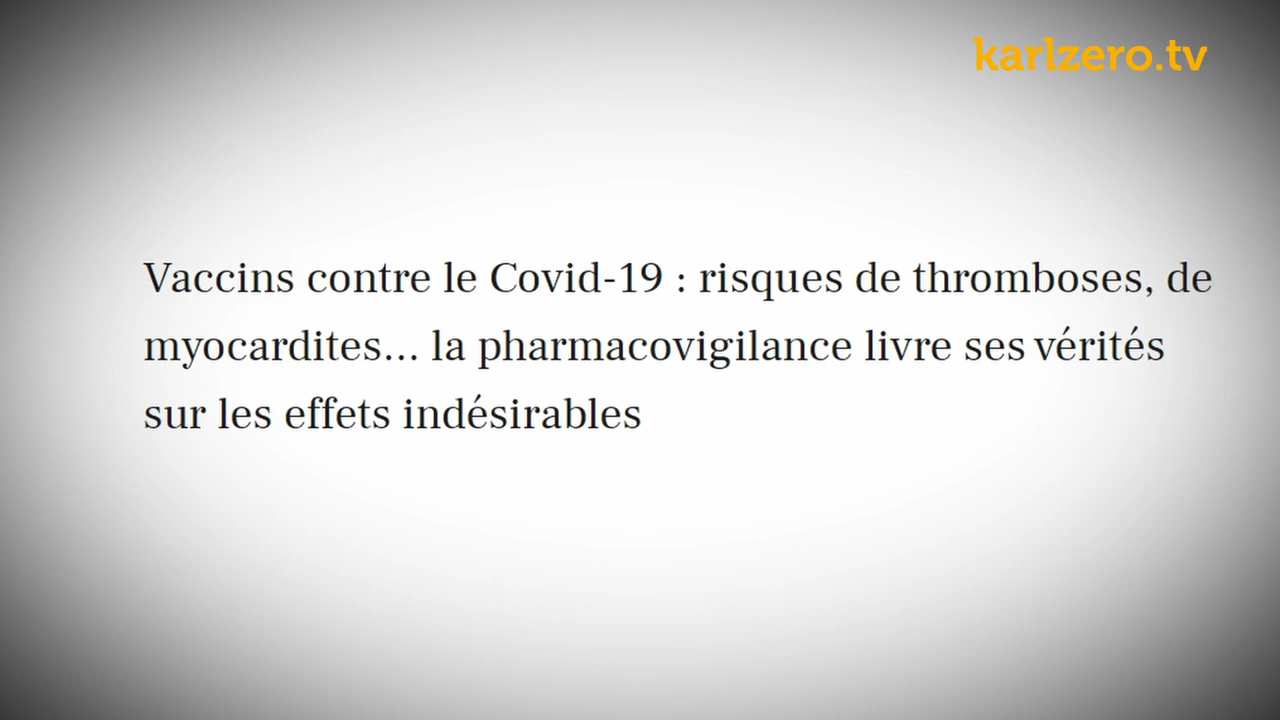 karlzero.tv
Vaccins contre le Covid-19 : risques de thromboses, de
myocardites... la pharmacovigilance livre ses vérités
sur les effets indésirables